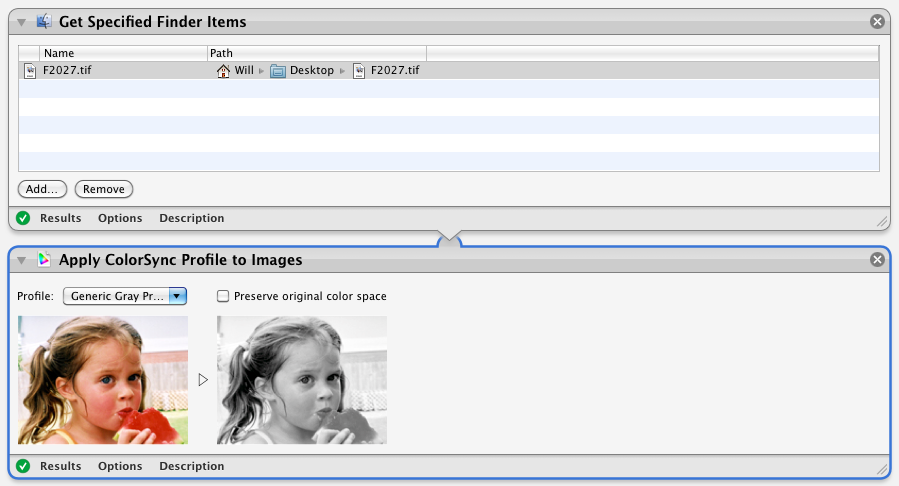 Get Specified Finder Items
Name Path
F2027.tif Will Desktop F2027.tif
Add... Remove
Results Options Description
Apply ColorSync Profile to Images
Profile: Generic Gray Pr... Preserve original color space
Results Options Description